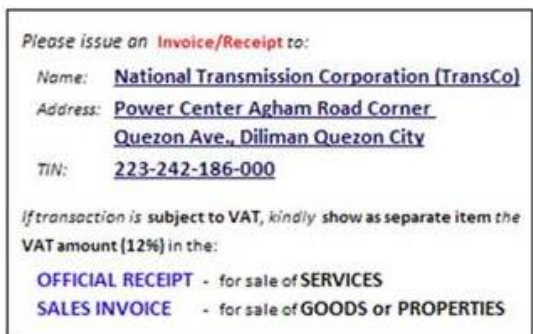 Please issue an Invoice/Receipt to:
Name: National Transmission Corporation (TransCo)
Address: Power Center Agham Road Corner
Quezon Ave., Diliman Quezon City
TIN: 223-242-186-000
If transaction is subject to VAT, kindly show as separate item the
VAT amount (12%) in the:
OFFICIAL RECEIPT - for sale of SERVICES
SALES INVOICE - for sale of GOODS or PROPERTIES